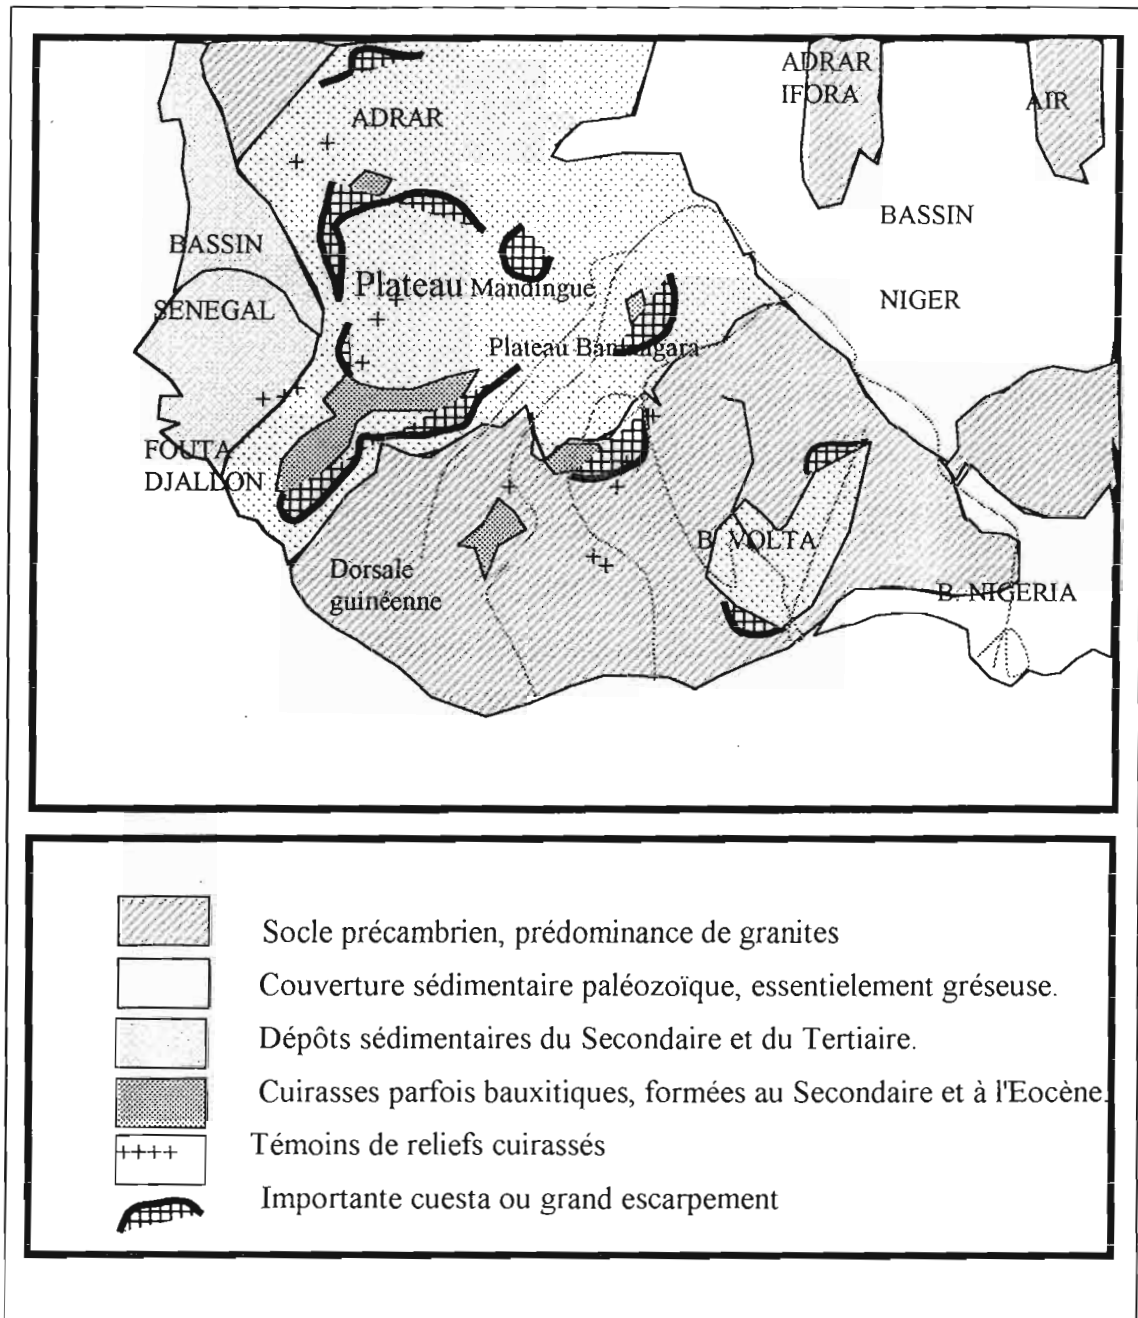 ADRAR
IFORA
AIR
ADRAR
BASSIN
BASSIN
NIGER
SENEGAL
Plateau Mandingue
Plateau Bandiagara
FOUTA
DJALLON
B. VOLTA
Dorsale
guinéenne
B. NIGERIA
Socle précambrien, prédominance de granites
Couverture sédimentaire paléozoïque, essentielement gréseuse.
Dépôts sédimentaires du Secondaire et du Tertiaire.
Cuirasses parfois bauxitiques, formées au Secondaire et à l'Eocène.
++++
Témoins de reliefs cuirassés
Importante cuesta ou grand escarpement